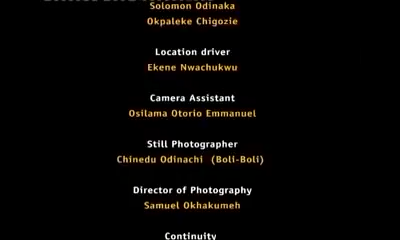 Solomon Odinaka
Okpaleke Chigozie
Location driver
Ekene Nwachukwu
Camera Assistant
Osilama Otorio Emmanuel
Still Photographer
Chinedu Odinachi (Boli-Boli)
Director of Photography
Samuel Okhakumeh
Continuity